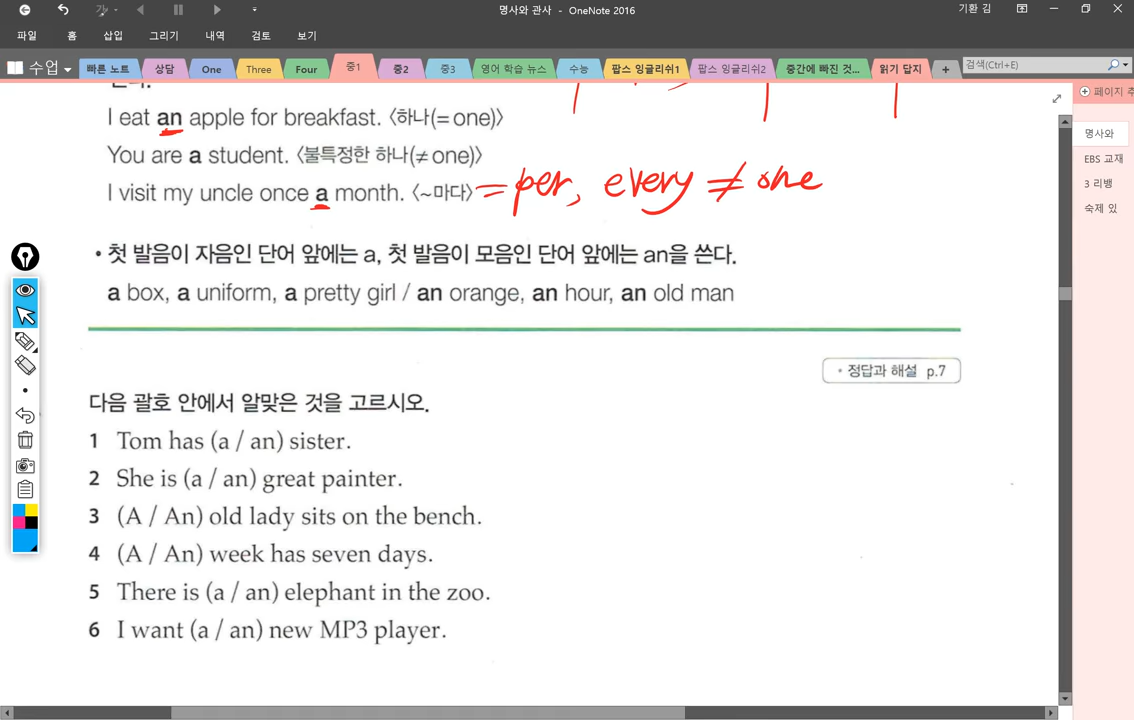 명사와 관사 - OneNote 2016
기환 김
파일 홈 삽입 그리기 내역 검토 보기
수업 빠른 노트 상담 One Three Four 중1 중2 중3 영어 학습 뉴스 수능 팝스 잉글리쉬1 팝스 잉글리쉬2 중간에 빠진 것... 읽기 답지 + 검색(Ctrl+E)
페이지 추
명사와
EBS 교재
3 리뱅
숙제 있
I eat an apple for breakfast. 〈하나(= one)〉
You are a student. 〈불특정한 하나(≠ one)〉
I visit my uncle once a month. 〈~마다〉 = per, every ≠ one
• 첫 발음이 자음인 단어 앞에는 a, 첫 발음이 모음인 단어 앞에는 an을 쓴다.
a box, a uniform, a pretty girl / an orange, an hour, an old man
• 정답과 해설 p.7
다음 괄호 안에서 알맞은 것을 고르시오.
1 Tom has (a / an) sister.
2 She is (a / an) great painter.
3 (A / An) old lady sits on the bench.
4 (A / An) week has seven days.
5 There is (a / an) elephant in the zoo.
6 I want (a / an) new MP3 player.